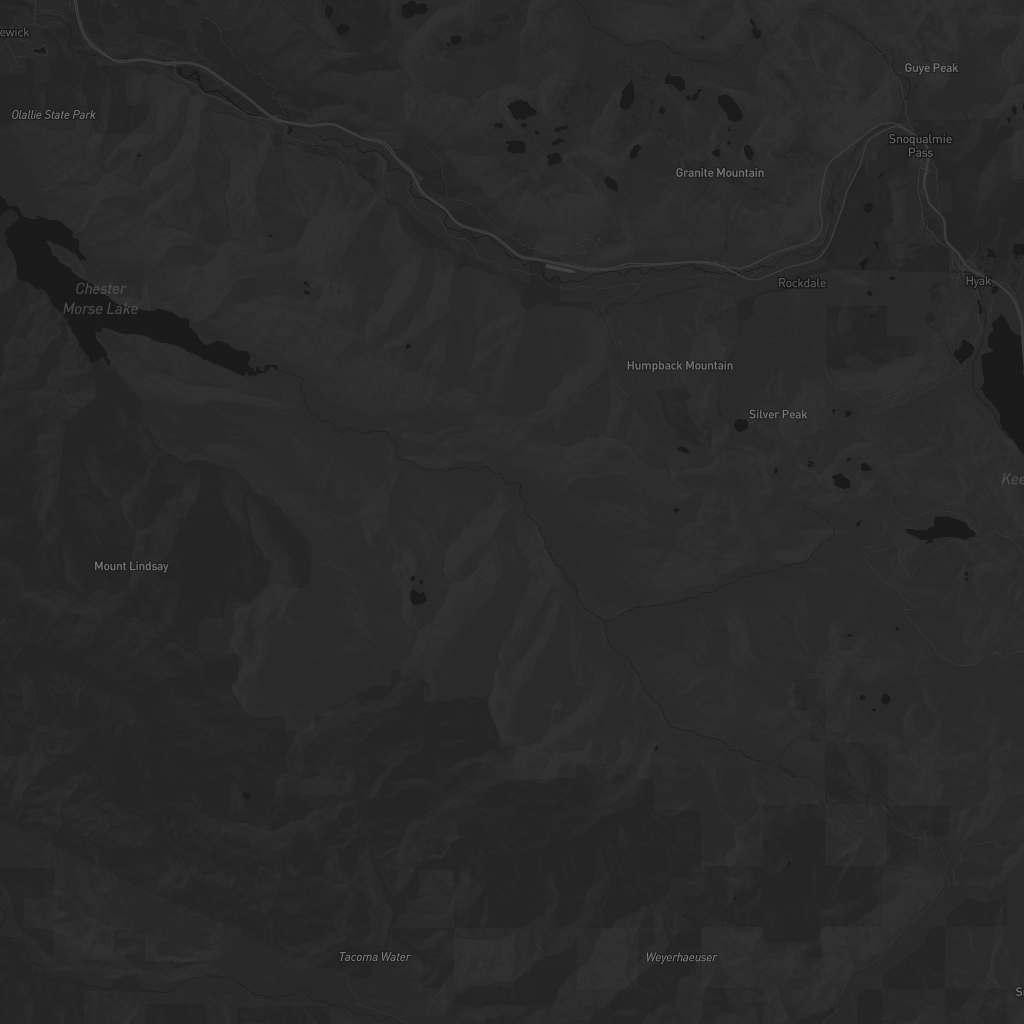 ewick
Guye Peak
Olallie State Park
Snoqualmie
Pass
Granite Mountain
Rockdale
Hyak
Chester
Morse Lake
Humpback Mountain
Silver Peak
Kee
Mount Lindsay
Tacoma Water
Weyerhaeuser
S